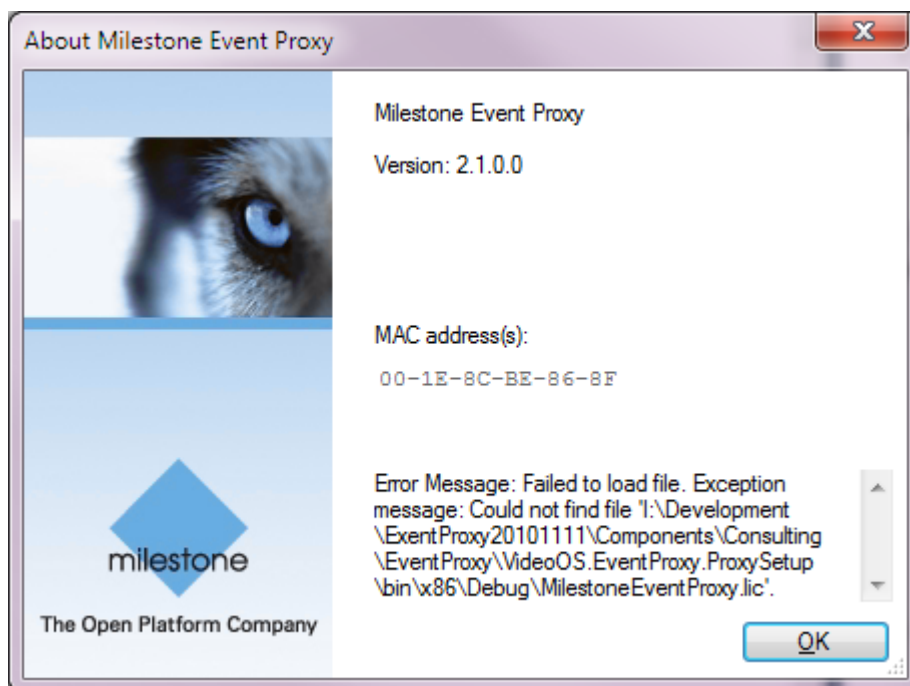 About Milestone Event Proxy
Milestone Event Proxy
Version: 2.1.0.0
MAC address(s):
00-1E-8C-BE-86-8F
Error Message: Failed to load file. Exception
message: Could not find file 'I:\Development
\ExentProxy20101111\Components\Consulting
\EventProxy\VideoOS.EventProxy.ProxySetup
\bin\x86\Debug\MilestoneEventProxy.lic'.
milestone
The Open Platform Company
OK